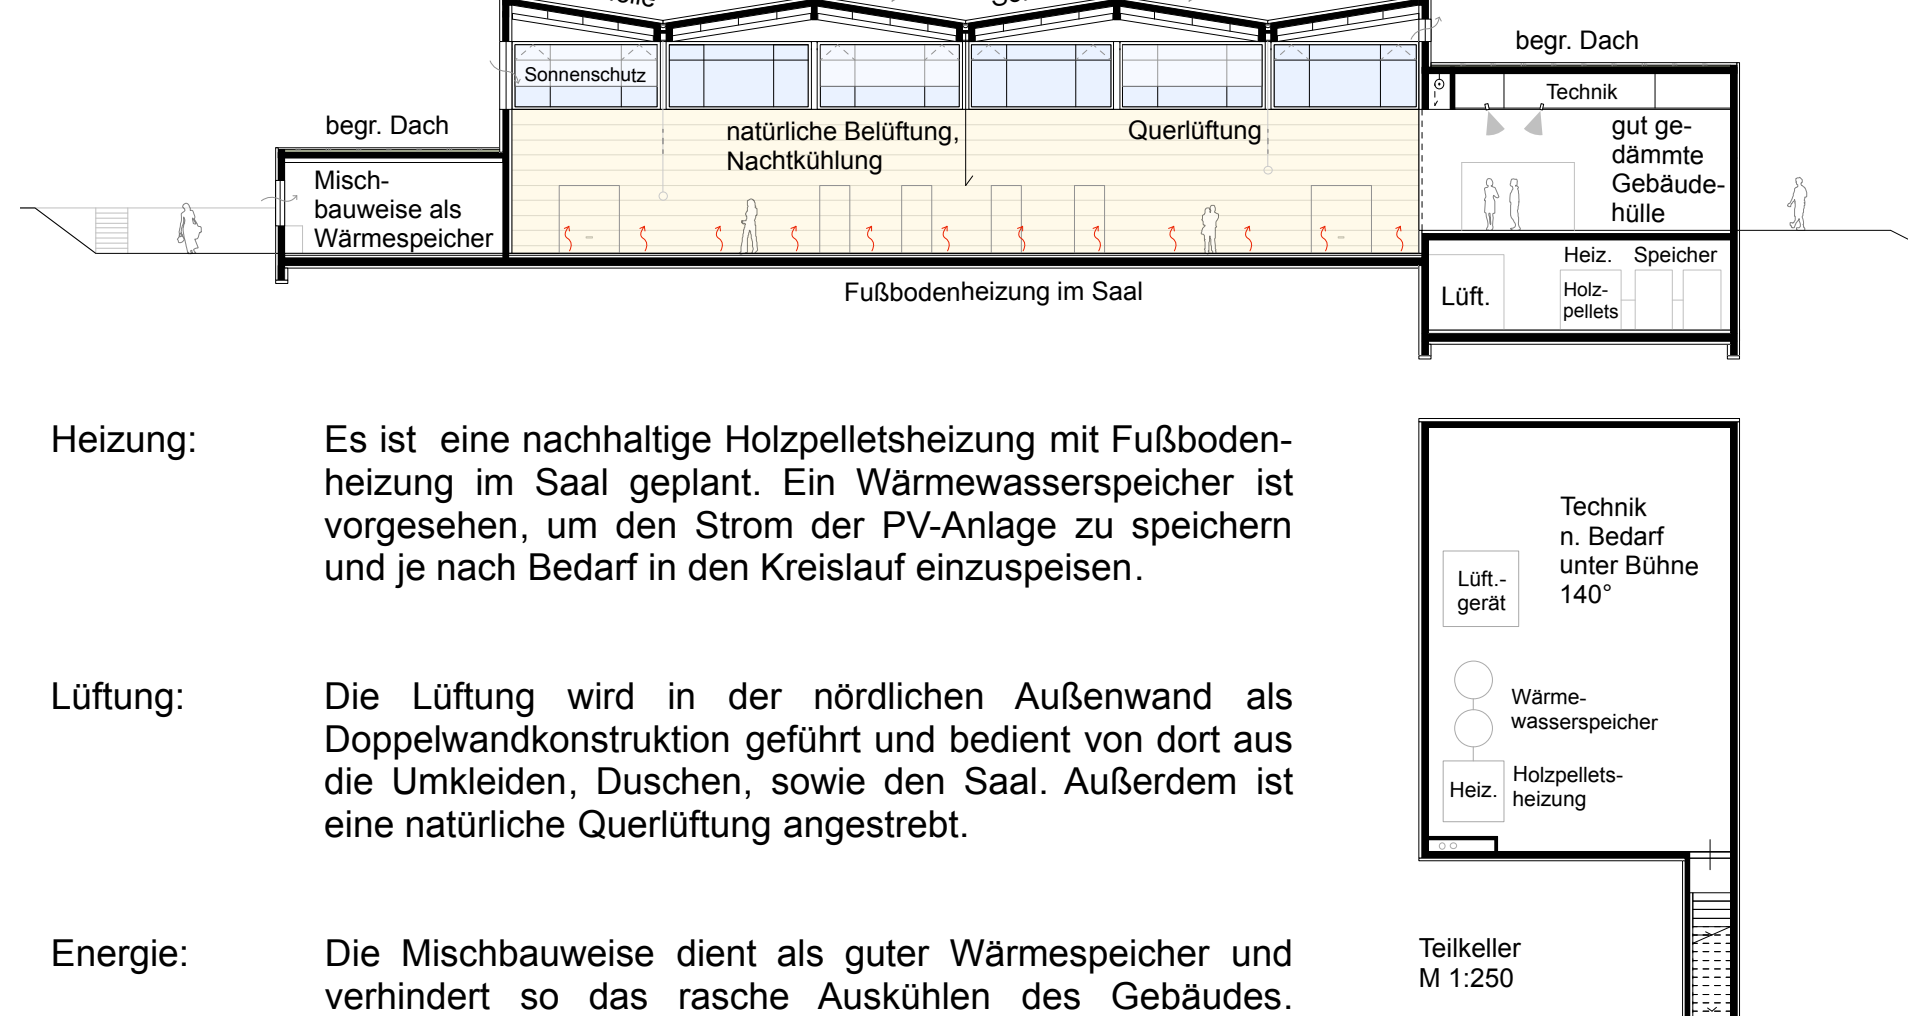 Sonnenschutz
begr. Dach
Technik
begr. Dach
natürliche Belüftung,
Nachtkühlung
Querlüftung
gut ge-
dämmte
Gebäude-
hülle
Misch-
bauweise als
Wärmespeicher
Heiz. Speicher
Lüft.
Holz-
pellets
Fußbodenheizung im Saal
Heizung:
Es ist eine nachhaltige Holzpelletsheizung mit Fußboden-
heizung im Saal geplant. Ein Wärmewasserspeicher ist
vorgesehen, um den Strom der PV-Anlage zu speichern
und je nach Bedarf in den Kreislauf einzuspeisen.
Lüftung:
Die Lüftung wird in der nördlichen Außenwand als
Doppelwandkonstruktion geführt und bedient von dort aus
die Umkleiden, Duschen, sowie den Saal. Außerdem ist
eine natürliche Querlüftung angestrebt.
Energie:
Die Mischbauweise dient als guter Wärmespeicher und
verhindert so das rasche Auskühlen des Gebäudes.
Technik
n. Bedarf
unter Bühne
140°
Lüft.-
gerät
Wärme-
wasserspeicher
Heiz.
Holzpellets-
heizung
Teilkeller
M 1:250